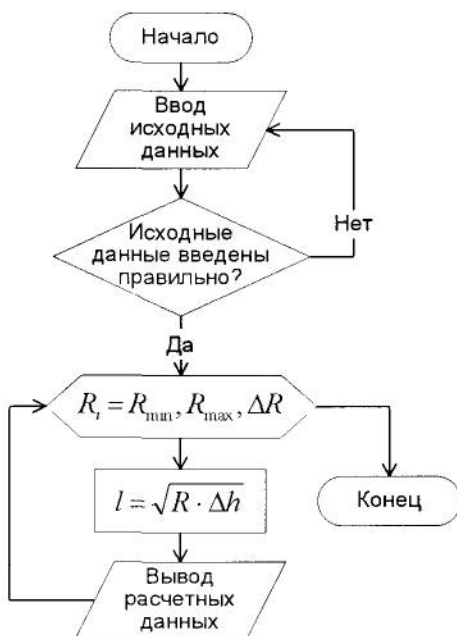 Начало
Ввод
исходных
данных
Исходные
данные введены
правильно?
Нет
Да
R_i = R_min, R_max, ΔR
l = √(R · Δh)
Конец
Вывод
расчетных
данных